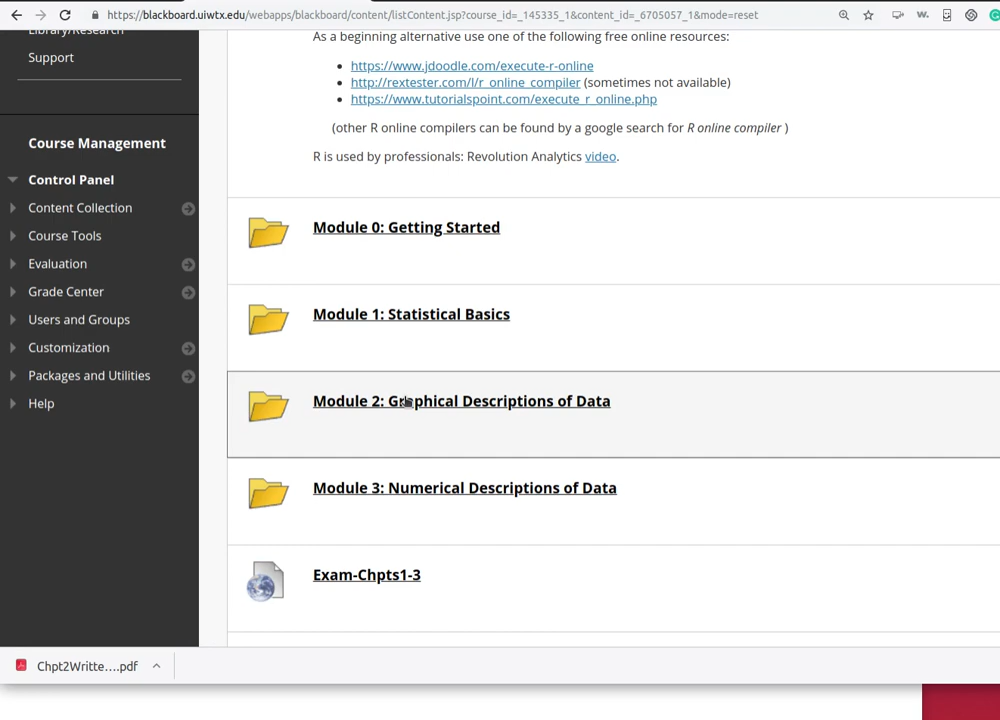 https://blackboard.uiwtx.edu/webapps/blackboard/content/listContent.jsp?course_id=_145335_1&content_id=_6705057_1&mode=reset
W.
Library/Research
Support
Course Management
Control Panel
Content Collection
Course Tools
Evaluation
Grade Center
Users and Groups
Customization
Packages and Utilities
Help
As a beginning alternative use one of the following free online resources:
• https://www.jdoodle.com/execute-r-online
• http://rextester.com/l/r_online_compiler (sometimes not available)
• https://www.tutorialspoint.com/execute_r_online.php
(other R online compilers can be found by a google search for R online compiler )
R is used by professionals: Revolution Analytics video.
Module 0: Getting Started
Module 1: Statistical Basics
Module 2: Graphical Descriptions of Data
Module 3: Numerical Descriptions of Data
Exam-Chpts1-3
Chpt2Writte....pdf